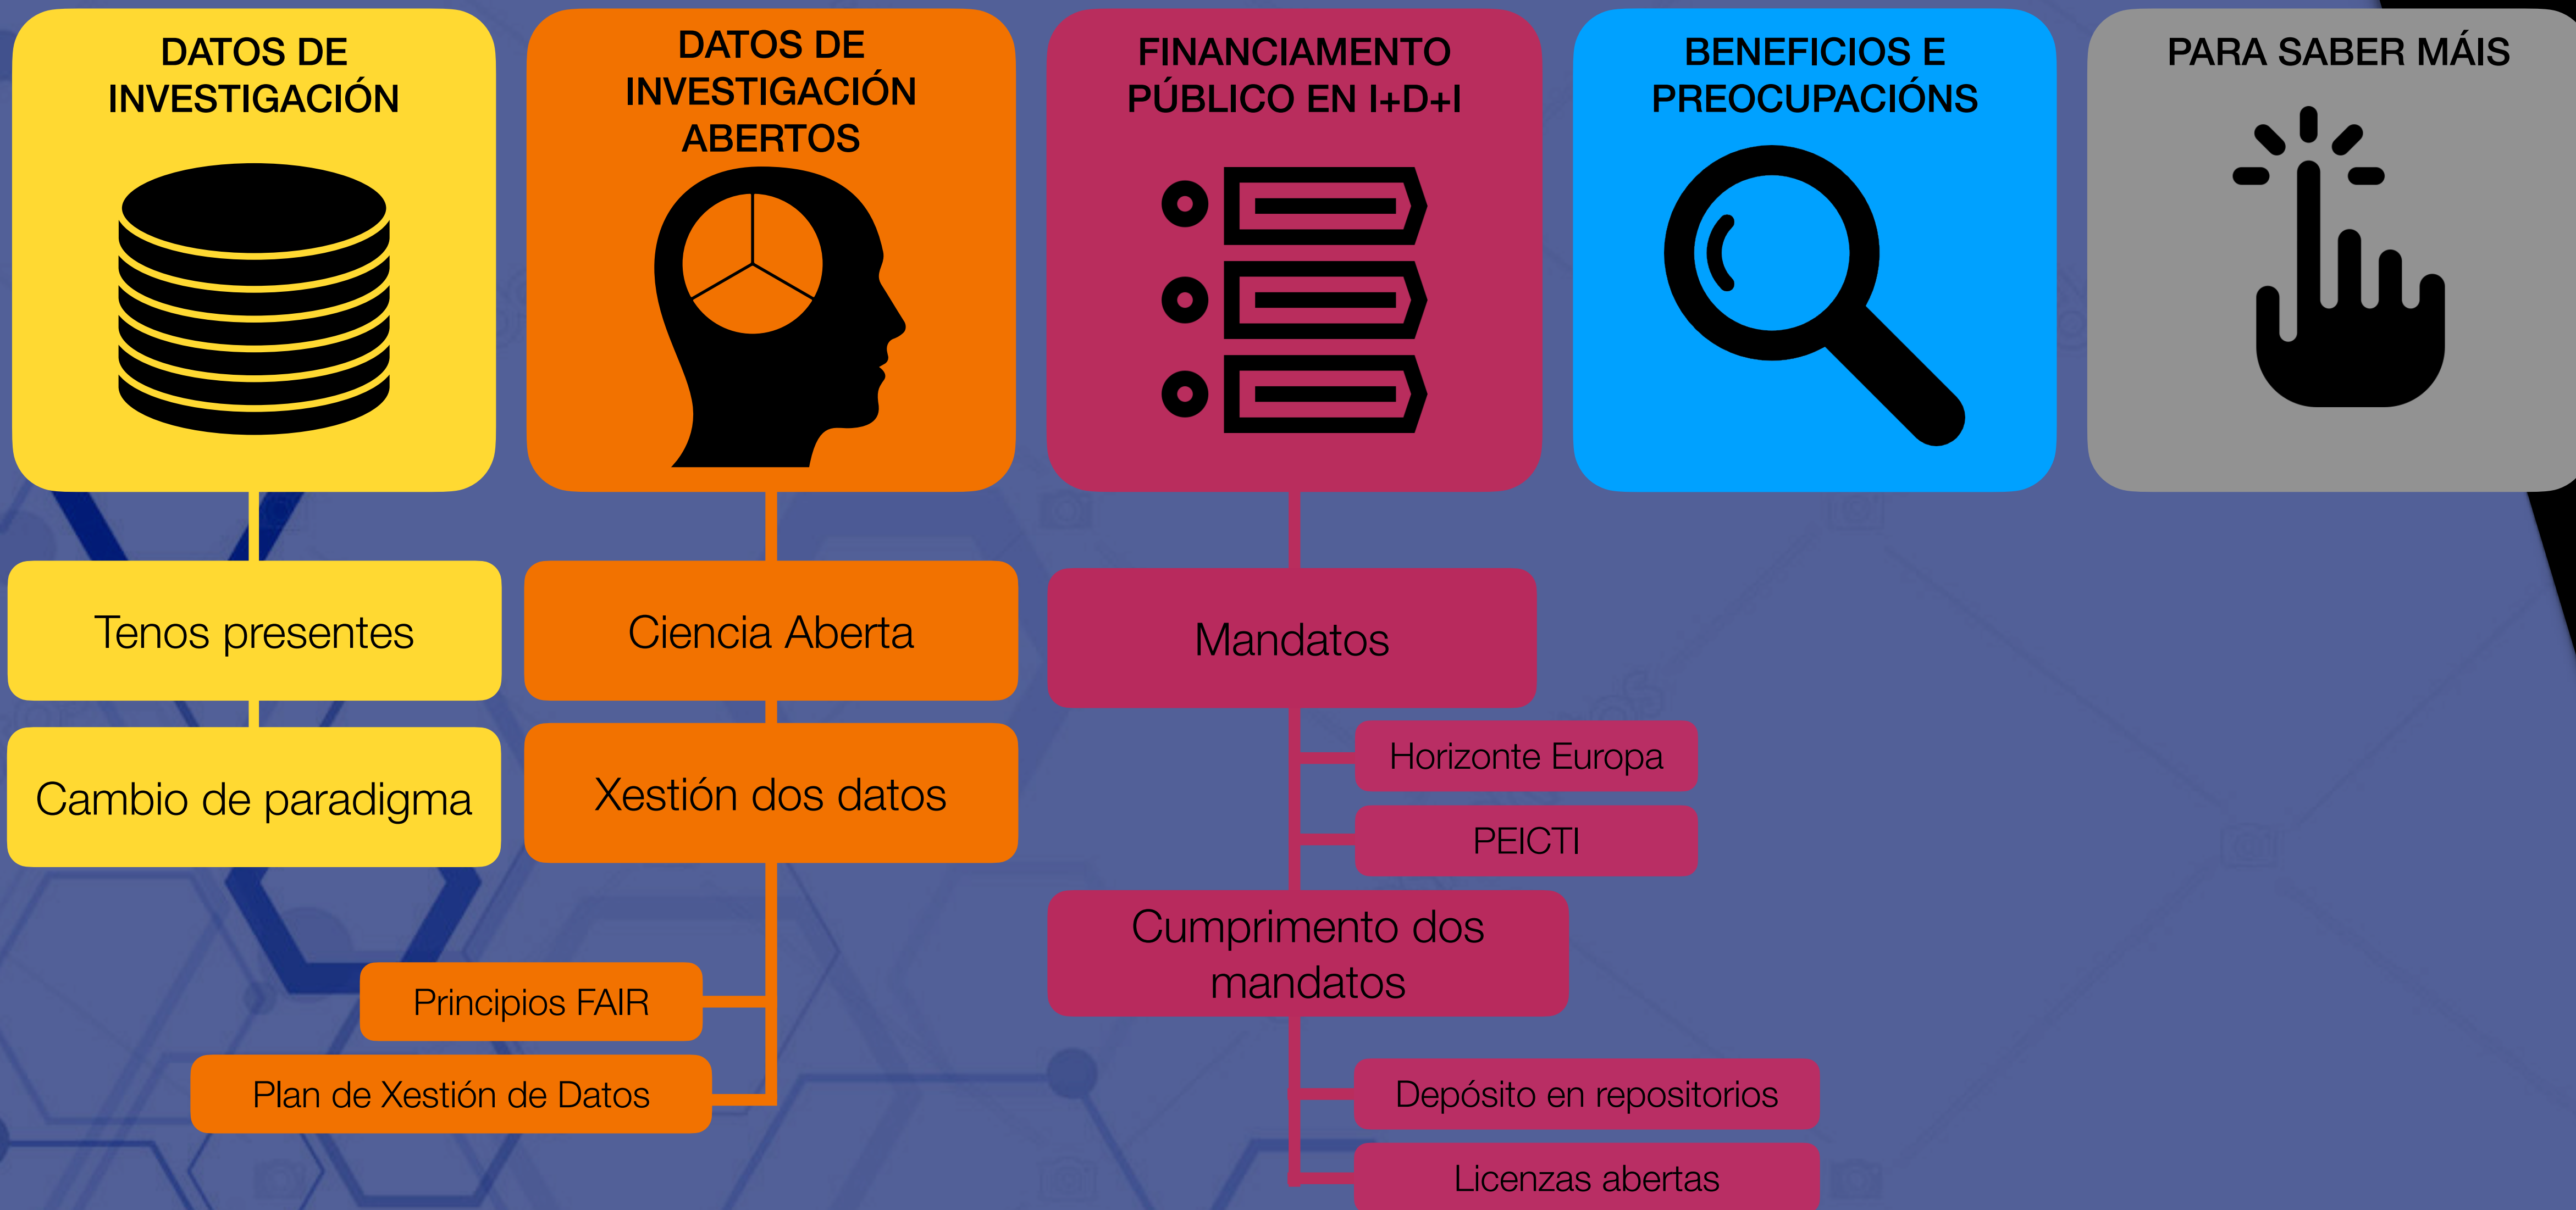 DATOS DE
INVESTIGACIÓN
Tenos presentes
Cambio de paradigma
DATOS DE
INVESTIGACIÓN
ABERTOS
Ciencia Aberta
Xestión dos datos
Principios FAIR
Plan de Xestión de Datos
FINANCIAMENTO
PÚBLICO EN I+D+I
Mandatos
Horizonte Europa
PEICTI
Cumprimento dos
mandatos
Depósito en repositorios
Licenzas abertas
BENEFICIOS E
PREOCUPACIÓNS
PARA SABER MÁIS